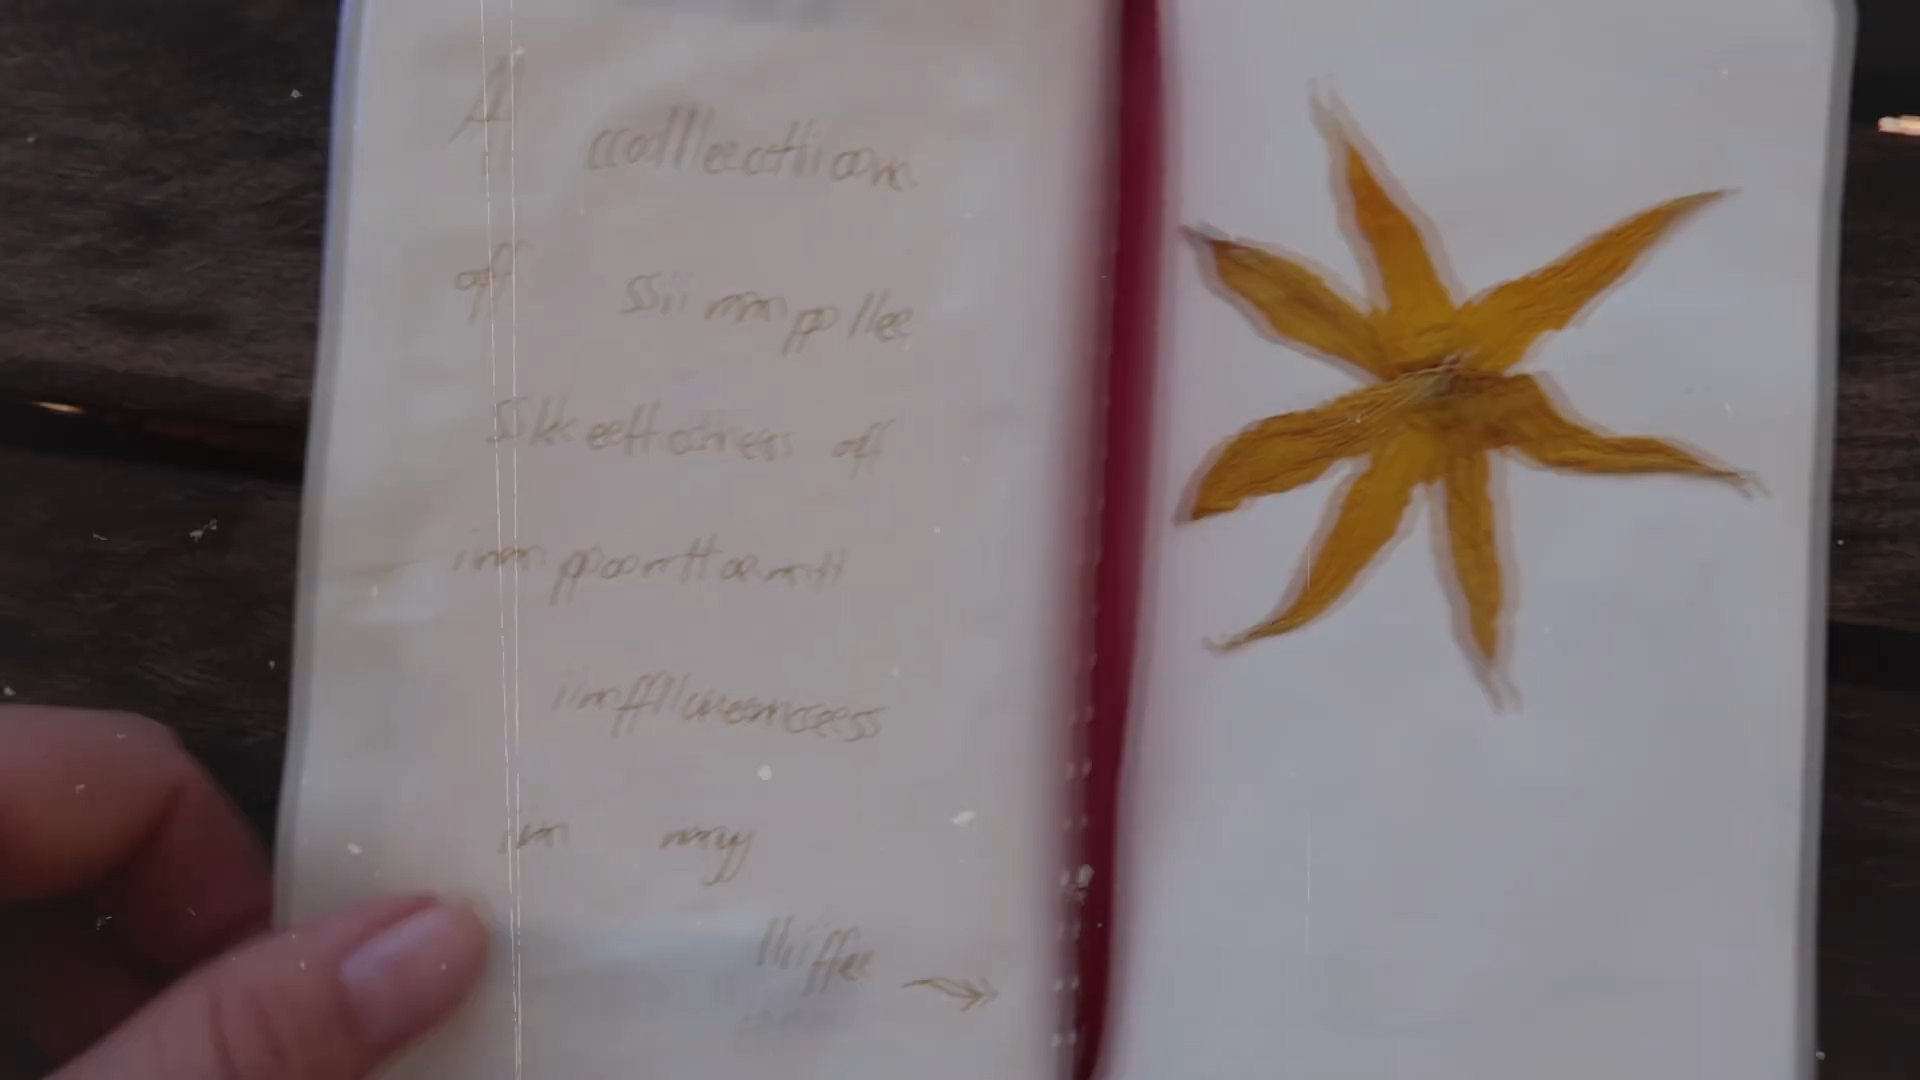 A collection
of simple
sketches of
important
influences
in my
life →